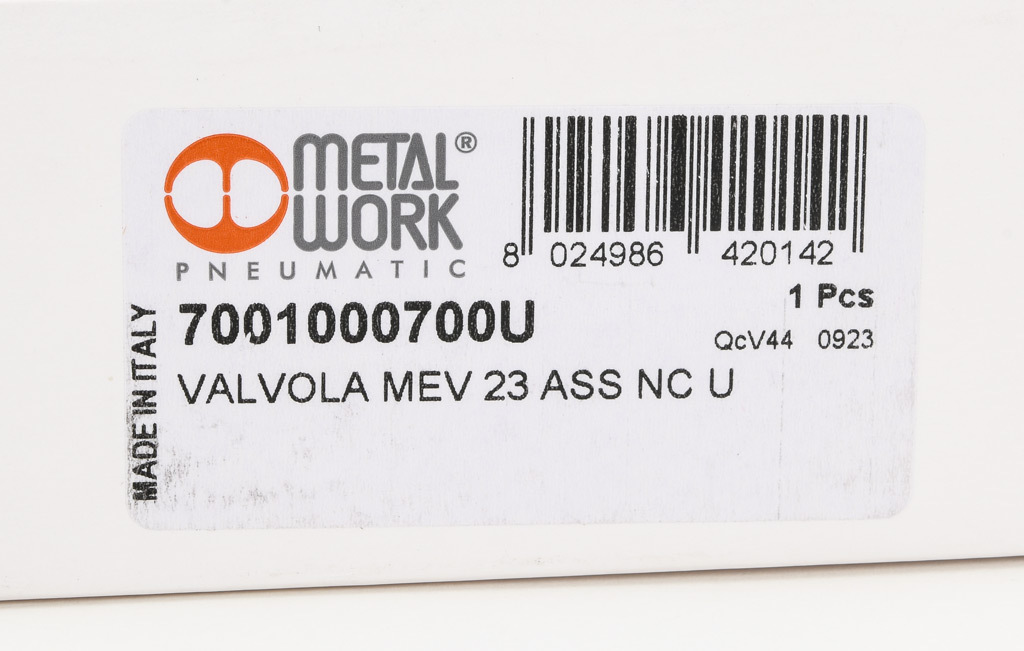 METAL®
WORK
PNEUMATIC
8 024986 420142
1 Pcs
7001000700U
QcV44 0923
VALVOLA MEV 23 ASS NC U
MADE IN ITALY